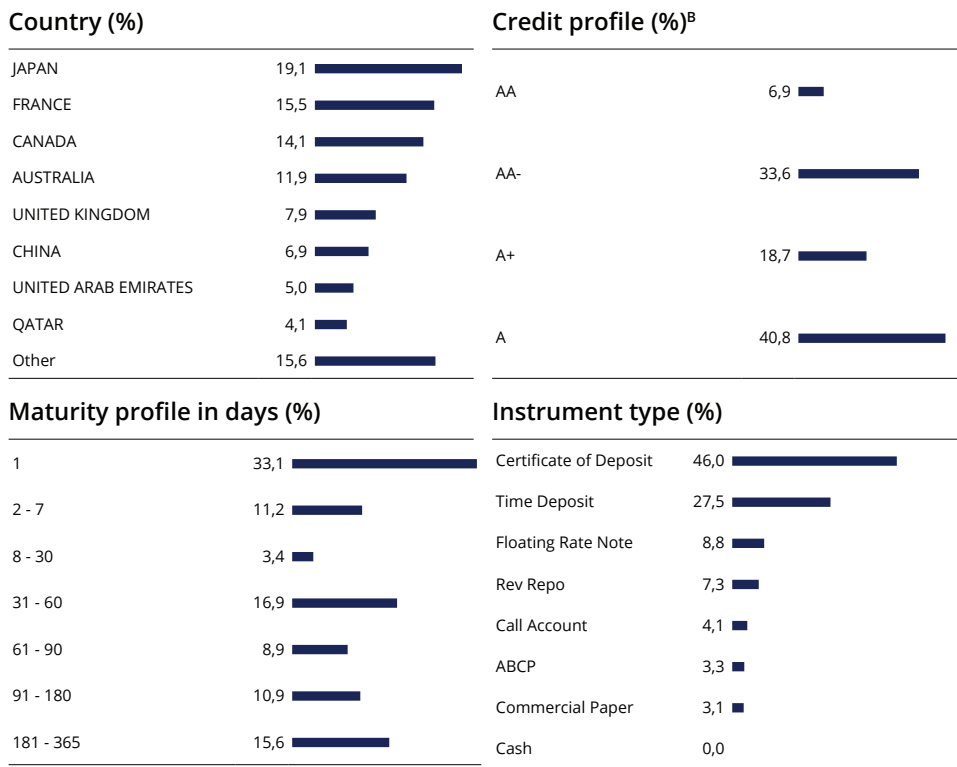 Country (%)
JAPAN 19,1
FRANCE 15,5
CANADA 14,1
AUSTRALIA 11,9
UNITED KINGDOM 7,9
CHINA 6,9
UNITED ARAB EMIRATES 5,0
QATAR 4,1
Other 15,6
Credit profile (%)ᴮ
AA 6,9
AA- 33,6
A+ 18,7
A 40,8
Maturity profile in days (%)
1 33,1
2 - 7 11,2
8 - 30 3,4
31 - 60 16,9
61 - 90 8,9
91 - 180 10,9
181 - 365 15,6
Instrument type (%)
Certificate of Deposit 46,0
Time Deposit 27,5
Floating Rate Note 8,8
Rev Repo 7,3
Call Account 4,1
ABCP 3,3
Commercial Paper 3,1
Cash 0,0